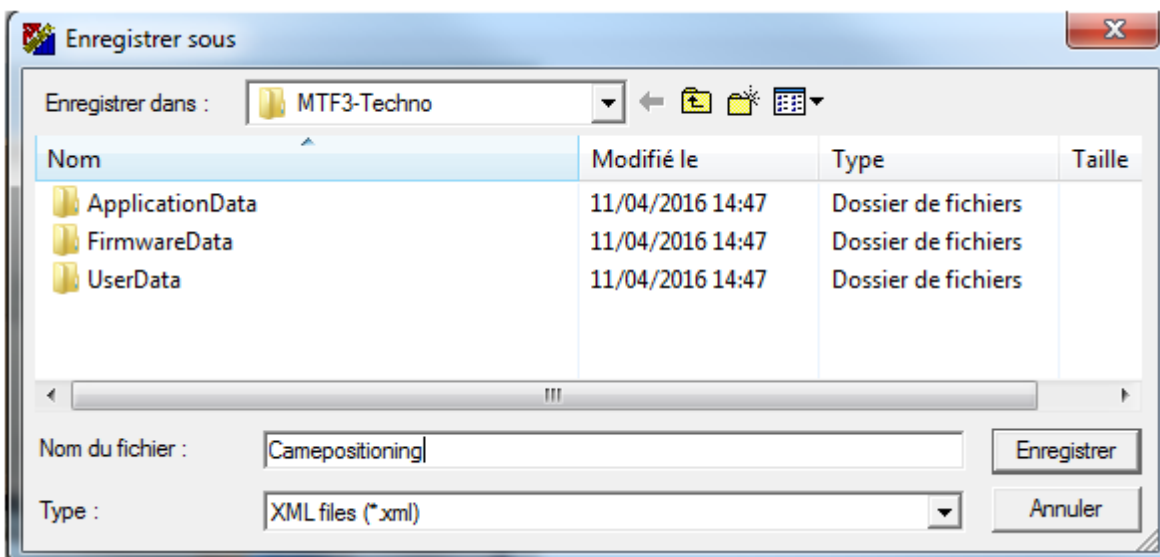 Enregistrer sous
Enregistrer dans : MTF3-Techno
Nom Modifié le Type Taille
ApplicationData 11/04/2016 14:47 Dossier de fichiers
FirmwareData 11/04/2016 14:47 Dossier de fichiers
UserData 11/04/2016 14:47 Dossier de fichiers
Nom du fichier : Camepositioning Enregistrer
Type : XML files (*.xml) Annuler